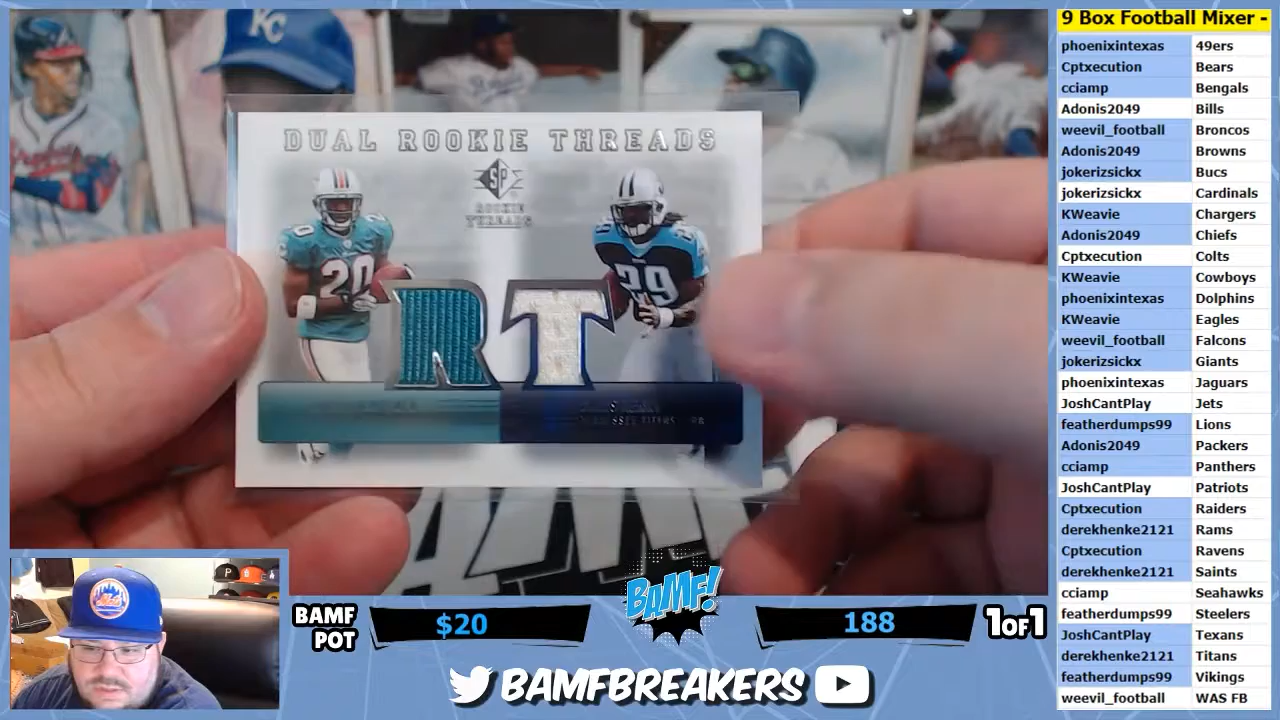 9 Box Football Mixer -
phoenixintexas 49ers
Cptxecution Bears
cciamp Bengals
Adonis2049 Bills
weevil_football Broncos
Adonis2049 Browns
jokerizsickx Bucs
jokerizsickx Cardinals
KWeavie Chargers
Adonis2049 Chiefs
Cptxecution Colts
KWeavie Cowboys
phoenixintexas Dolphins
KWeavie Eagles
weevil_football Falcons
jokerizsickx Giants
phoenixintexas Jaguars
JoshCantPlay Jets
featherdumps99 Lions
Adonis2049 Packers
cciamp Panthers
JoshCantPlay Patriots
Cptxecution Raiders
derekhenke2121 Rams
Cptxecution Ravens
derekhenke2121 Saints
cciamp Seahawks
featherdumps99 Steelers
JoshCantPlay Texans
derekhenke2121 Titans
featherdumps99 Vikings
weevil_football WAS FB
KC
DUAL ROOKIE THREADS
SP
ROOKIE
THREADS
20
29
R T
BAMF
POT
$20
BAMF!
188
1 OF 1
BAMFBREAKERS